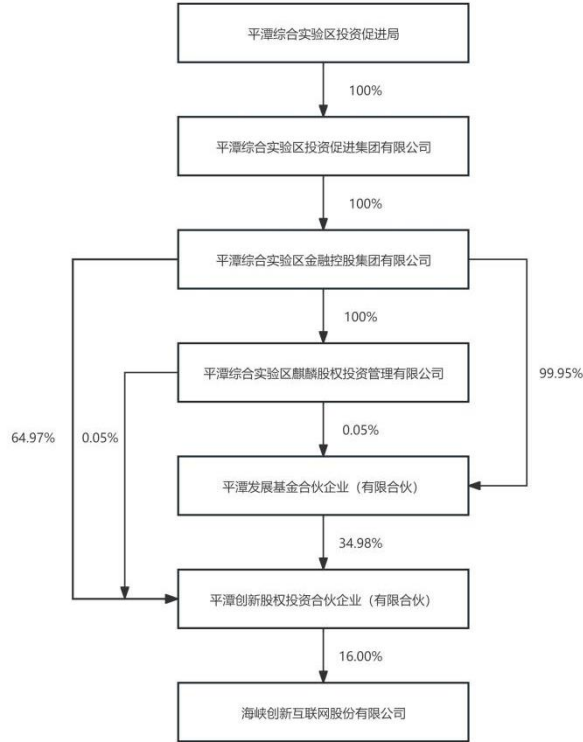 平潭综合实验区投资促进局
100%
平潭综合实验区投资促进集团有限公司
100%
平潭综合实验区金融控股集团有限公司
100%
平潭综合实验区麒麟股权投资管理有限公司
99.95%
64.97%
0.05%
0.05%
平潭发展基金合伙企业（有限合伙）
34.98%
平潭创新股权投资合伙企业（有限合伙）
16.00%
海峡创新互联网股份有限公司